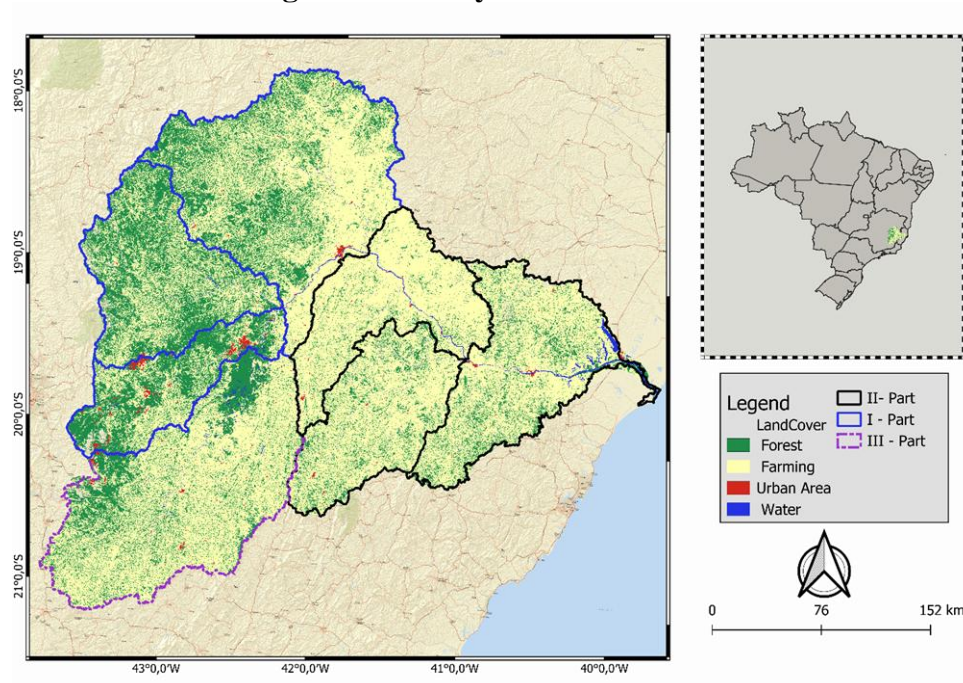 18°0,0'S
19°0,0'S
20°0,0'S
21°0,0'S
43°0,0'W
42°0,0'W
41°0,0'W
40°0,0'W
Legend
LandCover
Forest
Farming
Urban Area
Water
II- Part
I - Part
III - Part
0 76 152 km